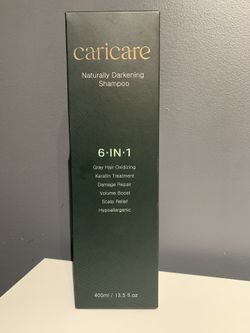 caricare
Naturally Darkening
Shampoo
6·IN·1
Gray Hair Oxidizing
Keratin Treatment
Damage Repair
Volume Boost
Scalp Relief
Hypoallergenic
400ml / 13.5 fl.oz